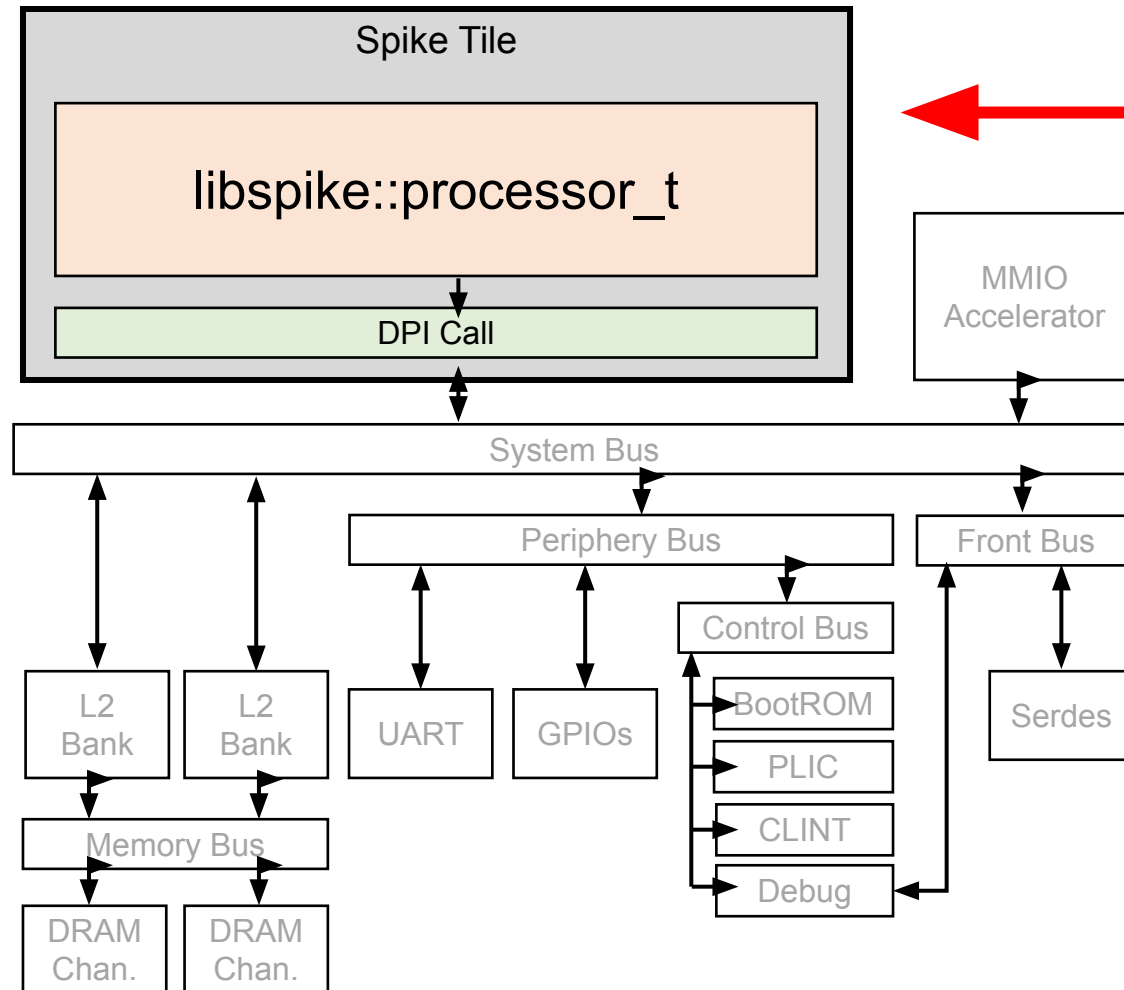 Spike Tile
libspike::processor_t
DPI Call
MMIO
Accelerator
System Bus
Periphery Bus
Front Bus
Control Bus
L2
Bank
L2
Bank
UART
GPIOs
BootROM
PLIC
CLINT
Debug
Serdes
Memory Bus
DRAM
Chan.
DRAM
Chan.